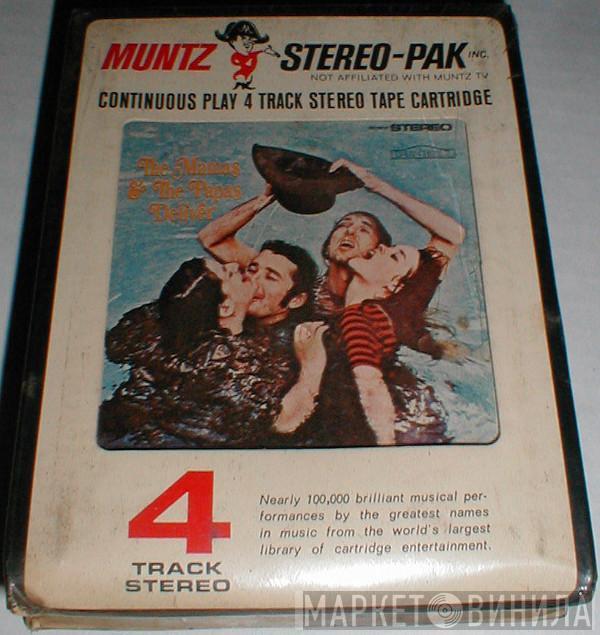 MUNTZ STEREO-PAK INC.
NOT AFFILIATED WITH MUNTZ TV
CONTINUOUS PLAY 4 TRACK STEREO TAPE CARTRIDGE
STEREO
The Mamas
& The Papas
Deliver
4
TRACK
STEREO
Nearly 100,000 brilliant musical per-
formances by the greatest names
in music from the world's largest
library of cartridge entertainment.
МАРКЕТ ВИНИЛА